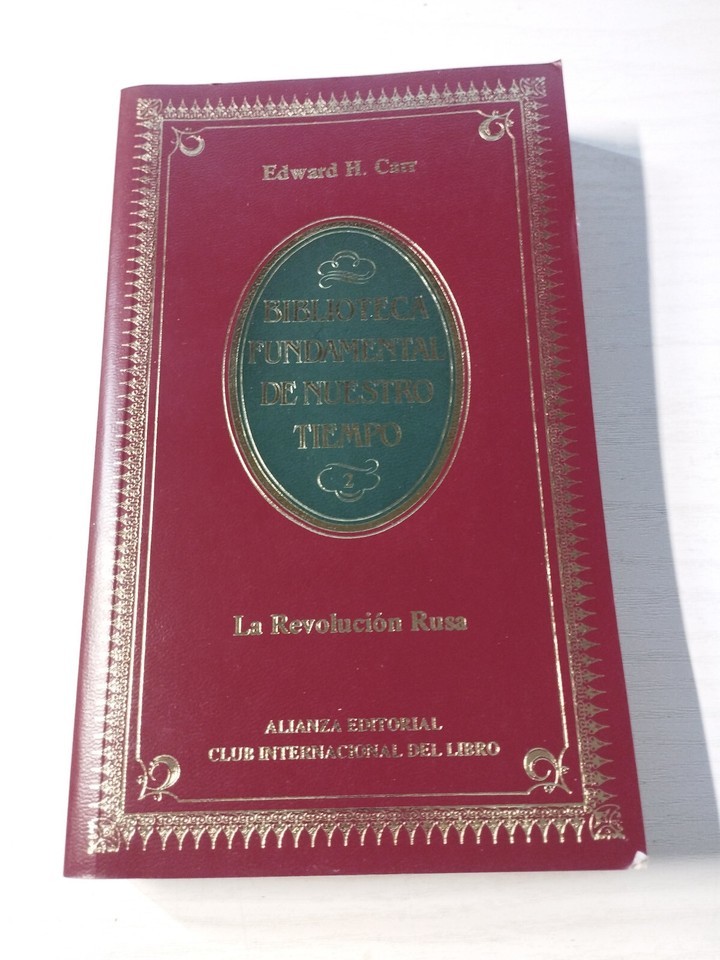 Edward H. Carr
BIBLIOTECA
FUNDAMENTAL
DE NUESTRO
TIEMPO
2
La Revolución Rusa
ALIANZA EDITORIAL
CLUB INTERNACIONAL DEL LIBRO